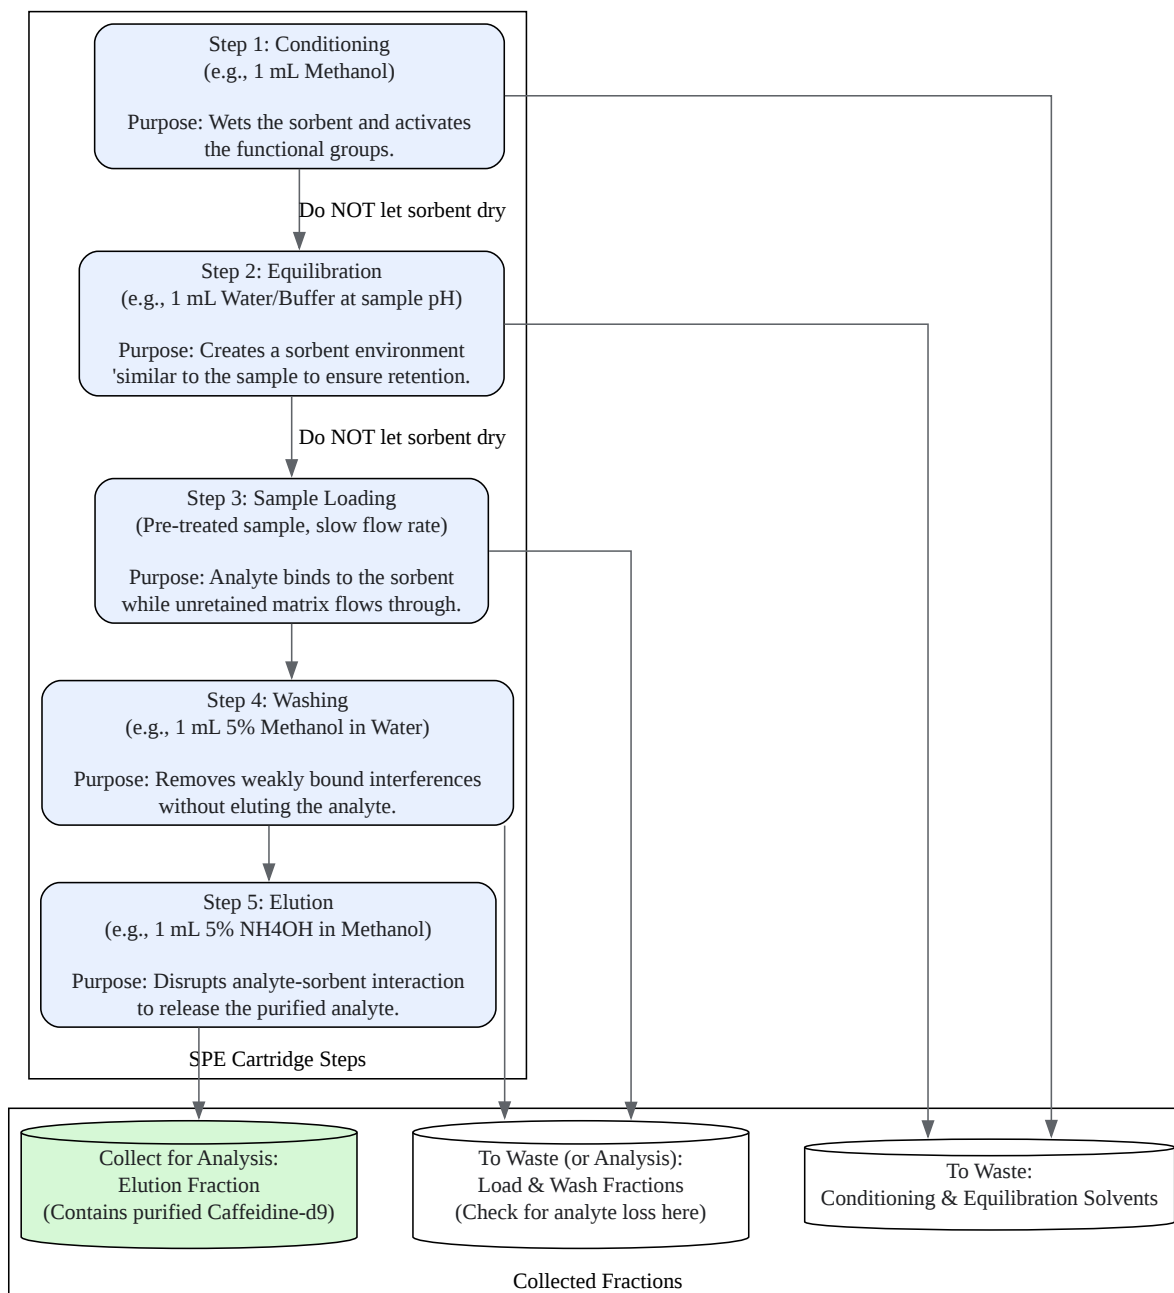 Step 1: Conditioning
(e.g., 1 mL Methanol)
Purpose: Wets the sorbent and activates
the functional groups.
Do NOT let sorbent dry
Step 2: Equilibration
(e.g., 1 mL Water/Buffer at sample pH)
Purpose: Creates a sorbent environment
'similar to the sample to ensure retention.
Do NOT let sorbent dry
Step 3: Sample Loading
(Pre-treated sample, slow flow rate)
Purpose: Analyte binds to the sorbent
while unretained matrix flows through.
Step 4: Washing
(e.g., 1 mL 5% Methanol in Water)
Purpose: Removes weakly bound interferences
without eluting the analyte.
Step 5: Elution
(e.g., 1 mL 5% NH4OH in Methanol)
Purpose: Disrupts analyte-sorbent interaction
to release the purified analyte.
SPE Cartridge Steps
Collect for Analysis:
Elution Fraction
(Contains purified Caffeidine-d9)
To Waste (or Analysis):
Load & Wash Fractions
(Check for analyte loss here)
To Waste:
Conditioning & Equilibration Solvents
Collected Fractions